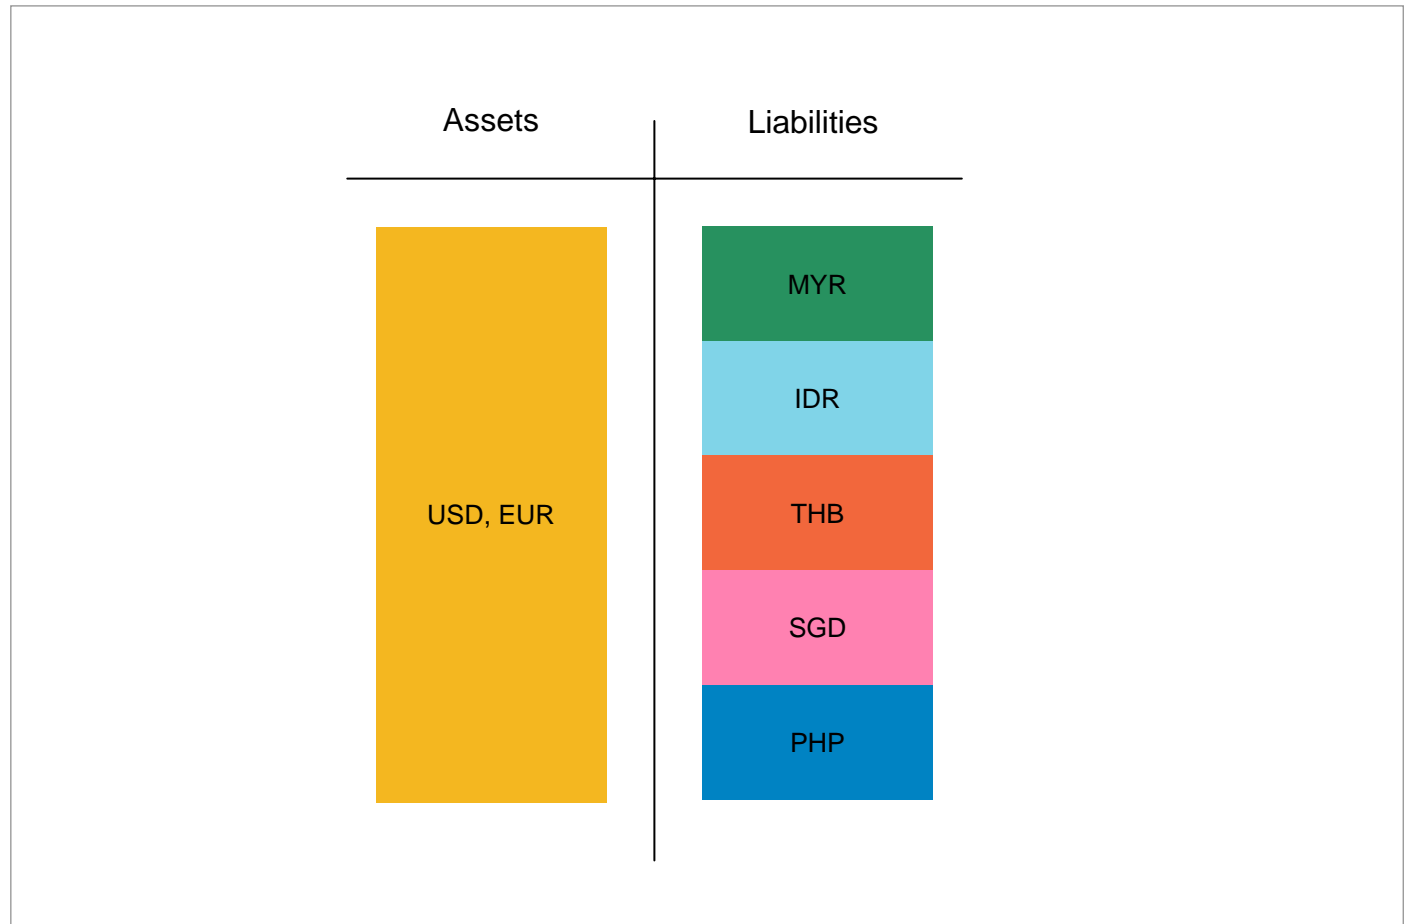 Assets
Liabilities
USD, EUR
MYR
IDR
THB
SGD
PHP